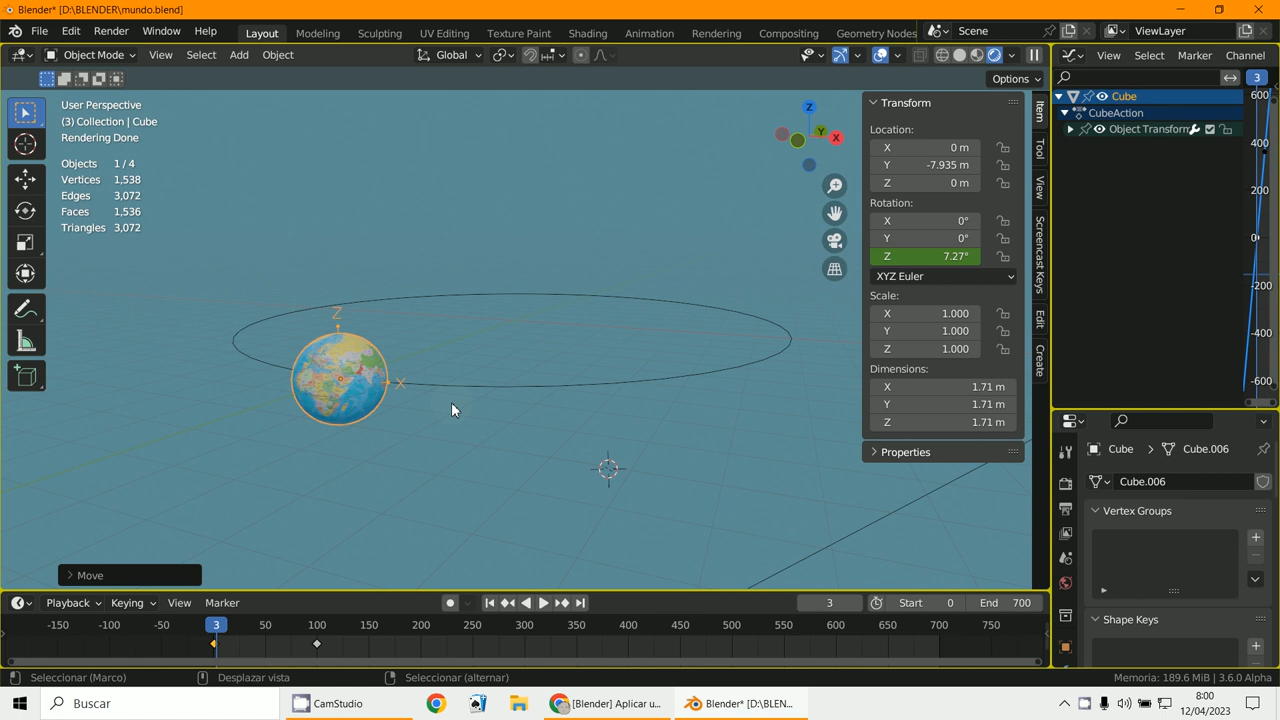 Blender* [D:\BLENDER\mundo.blend]
File Edit Render Window Help Layout Modeling Sculpting UV Editing Texture Paint Shading Animation Rendering Compositing Geometry Nodes Scene ViewLayer
Object Mode View Select Add Object Global View Select Marker Channel
Options
3
User Perspective
(3) Collection | Cube
Rendering Done
Objects 1 / 4
Vertices 1,538
Edges 3,072
Faces 1,536
Triangles 3,072
Z
Y
X
Z
X
Transform
Location:
X 0 m
Y -7.935 m
Z 0 m
Rotation:
X 0°
Y 0°
Z 7.27°
XYZ Euler
Scale:
X 1.000
Y 1.000
Z 1.000
Dimensions:
X 1.71 m
Y 1.71 m
Z 1.71 m
Properties
Item
Tool
View
Screencast Keys
Edit
Create
Cube
CubeAction
Object Transform
600
400
200
0
-200
-400
-600
Cube Cube.006
Cube.006
Vertex Groups
Shape Keys
Move
Playback Keying View Marker 3 Start 0 End 700
-150 -100 -50 3 50 100 150 200 250 300 350 400 450 500 550 600 650 700 750
Seleccionar (Marco) Desplazar vista Seleccionar (alternar) Memoria: 189.6 MiB | 3.6.0 Alpha
Buscar CamStudio [Blender] Aplicar u... Blender* [D:\BLEN...
8:00
12/04/2023